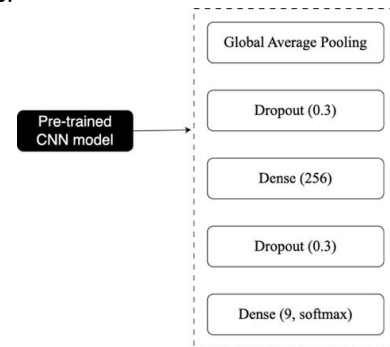 Global Average Pooling
Dropout (0.3)
Pre-trained
CNN model
Dense (256)
Dropout (0.3)
Dense (9, softmax)